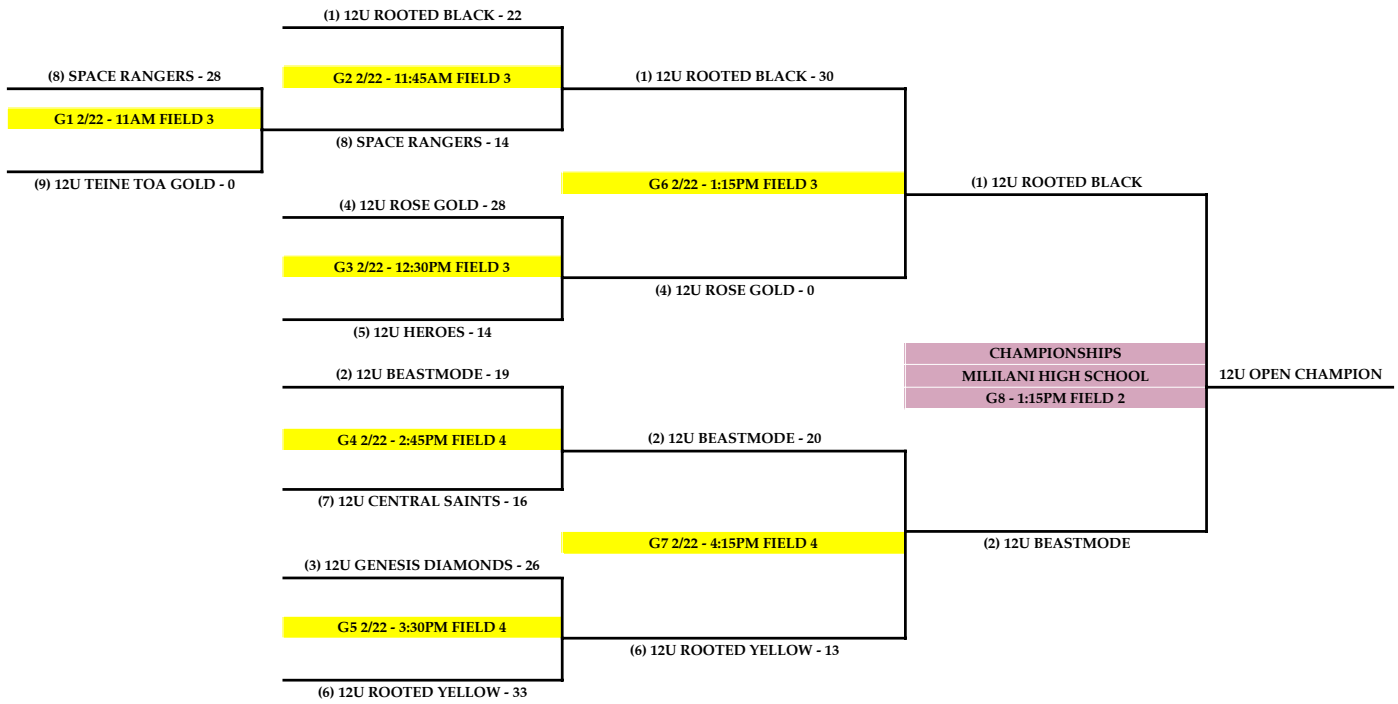 (1) 12U ROOTED BLACK - 22
(8) SPACE RANGERS - 28
G2 2/22 - 11:45AM FIELD 3
(1) 12U ROOTED BLACK - 30
G1 2/22 - 11AM FIELD 3
(8) SPACE RANGERS - 14
(9) 12U TEINE TOA GOLD - 0
G6 2/22 - 1:15PM FIELD 3
(1) 12U ROOTED BLACK
(4) 12U ROSE GOLD - 28
G3 2/22 - 12:30PM FIELD 3
(4) 12U ROSE GOLD - 0
(5) 12U HEROES - 14
CHAMPIONSHIPS
(2) 12U BEASTMODE - 19
MILILANI HIGH SCHOOL
12U OPEN CHAMPION
G8 - 1:15PM FIELD 2
G4 2/22 - 2:45PM FIELD 4
(2) 12U BEASTMODE - 20
(7) 12U CENTRAL SAINTS - 16
G7 2/22 - 4:15PM FIELD 4
(2) 12U BEASTMODE
(3) 12U GENESIS DIAMONDS - 26
G5 2/22 - 3:30PM FIELD 4
(6) 12U ROOTED YELLOW - 13
(6) 12U ROOTED YELLOW - 33